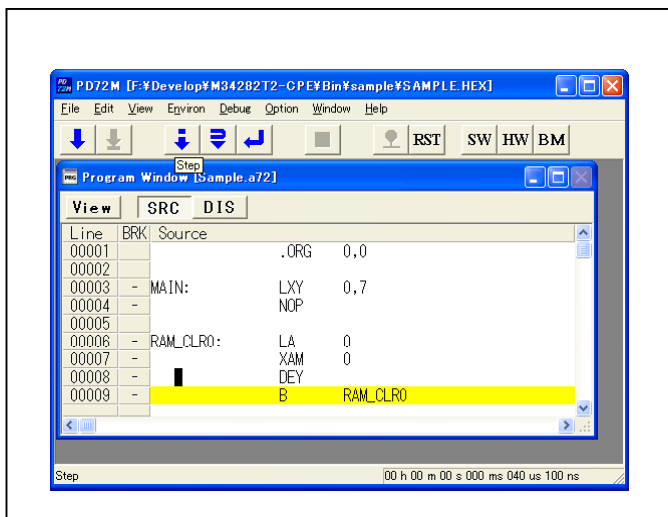 PD72M [F:¥Develop¥M34282T2-CPE¥Bin¥sample¥SAMPLE.HEX]
File Edit View Environ Debug Option Window Help
RST SW HW BM
Step
Program Window [Sample.a72]
View SRC DIS
Line BRK Source
00001 .ORG 0,0
00002
00003 - MAIN: LXY 0,7
00004 - NOP
00005
00006 - RAM_CLR0: LA 0
00007 - XAM 0
00008 - DEY
00009 - B RAM_CLR0
Step 00 h 00 m 00 s 000 ms 040 us 100 ns